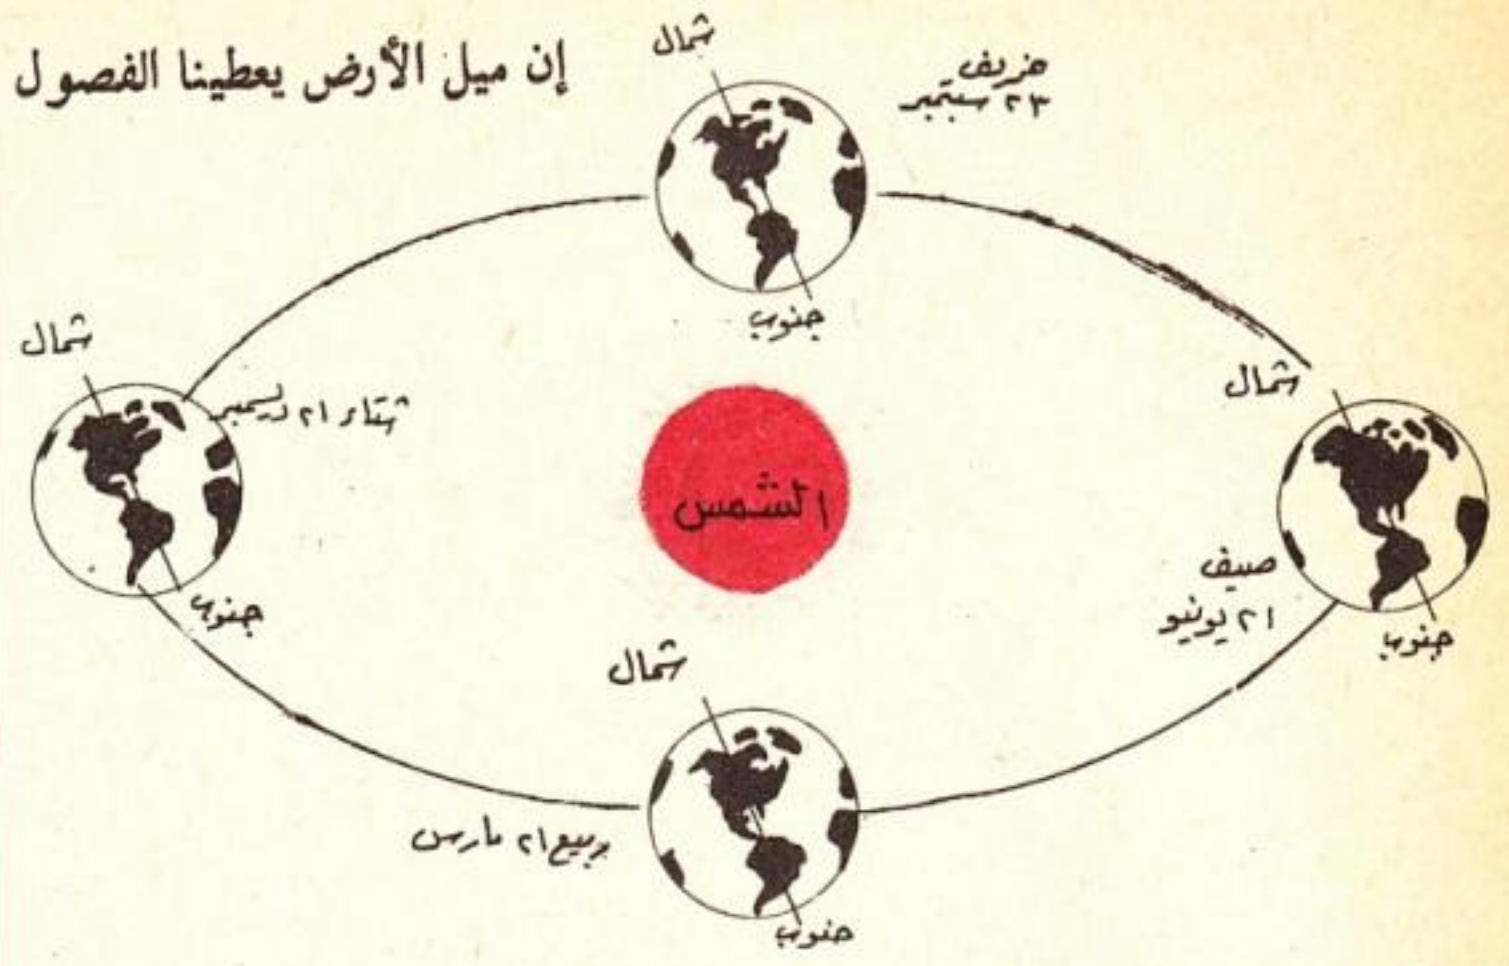 إن ميل الأرض يعطينا الفصول
شمال
خريف
٢٣ سبتمبر
جنوب
شمال
شتاء ٢١ ديسمبر
جنوب
الشمس
شمال
صيف
٢١ يونيو
جنوب
شمال
ربيع ٢١ مارس
جنوب